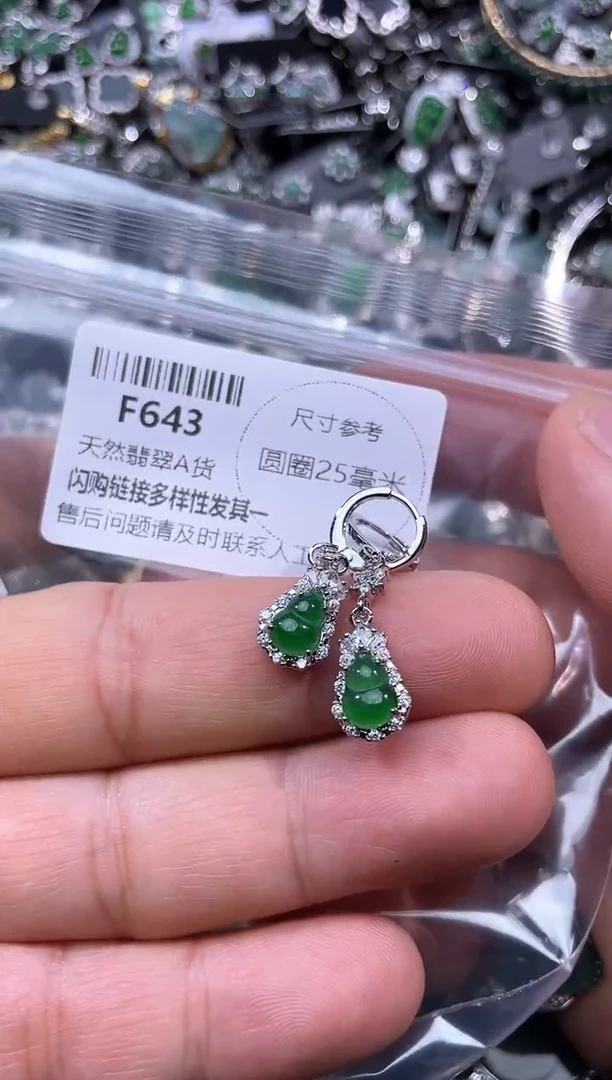 F643
天然翡翠A货
闪购链接多样性发其一
售后问题请及时联系人工
尺寸参考
圆圈25毫米